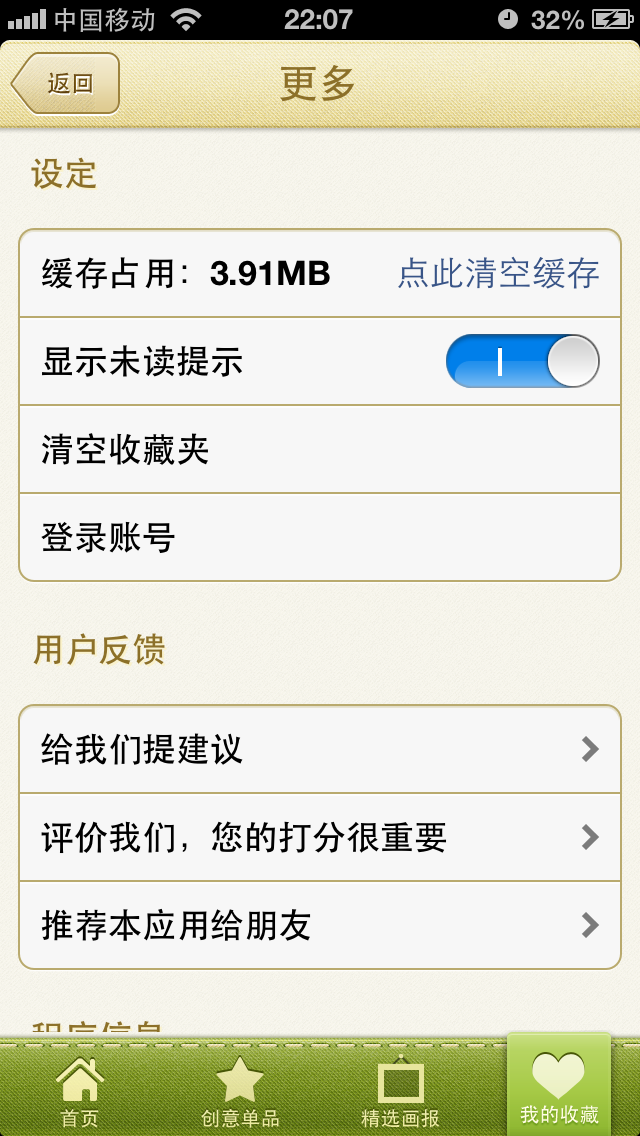 中国移动 22:07 32%
返回 更多
设定
缓存占用：3.91MB 点此清空缓存
显示未读提示
清空收藏夹
登录账号
用户反馈
给我们提建议
评价我们，您的打分很重要
推荐本应用给朋友
程序信息
首页 创意单品 精选画报 我的收藏